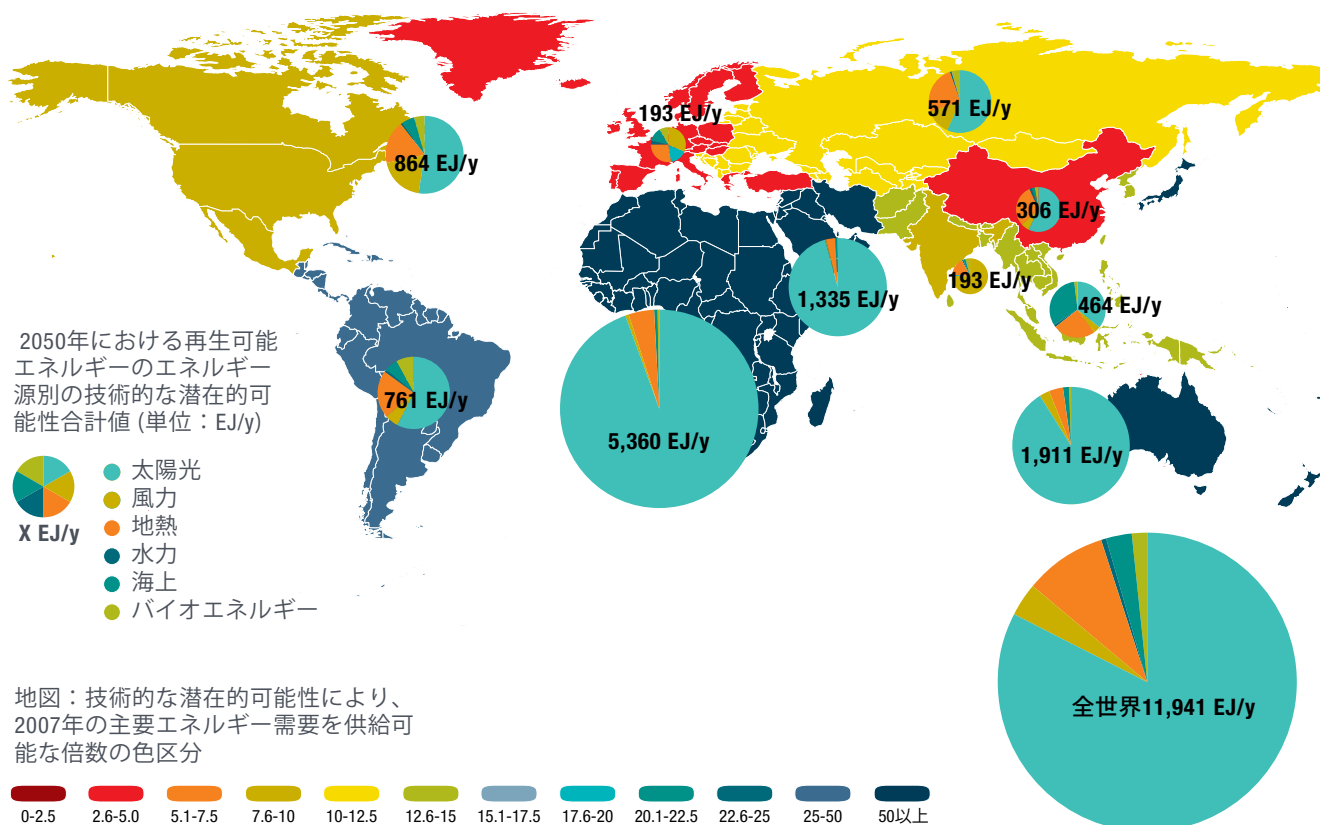 193 EJ/y
571 EJ/y
864 EJ/y
306 EJ/y
193 EJ/y
1,335 EJ/y
464 EJ/y
2050年における再生可能
エネルギーのエネルギー
源別の技術的な潜在的可
能性合計値 (単位：EJ/y)
761 EJ/y
5,360 EJ/y
1,911 EJ/y
X EJ/y
太陽光
風力
地熱
水力
海上
バイオエネルギー
全世界11,941 EJ/y
地図：技術的な潜在的可能性により、
2007年の主要エネルギー需要を供給可
能な倍数の色区分
0-2.5 2.6-5.0 5.1-7.5 7.6-10 10-12.5 12.6-15 15.1-17.5 17.6-20 20.1-22.5 22.6-25 25-50 50以上